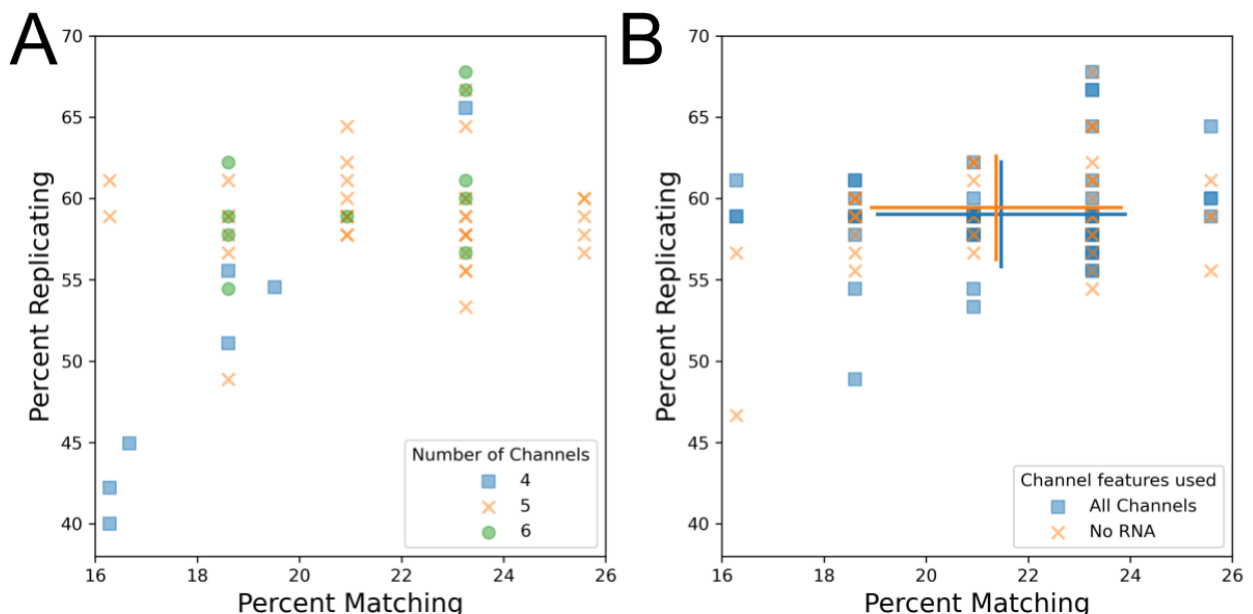 A
70
65
60
55
50
45
40
Percent Replicating
16 18 20 22 24 26
Percent Matching
Number of Channels
4
5
6
B
70
65
60
55
50
45
40
Percent Replicating
16 18 20 22 24 26
Percent Matching
Channel features used
All Channels
No RNA